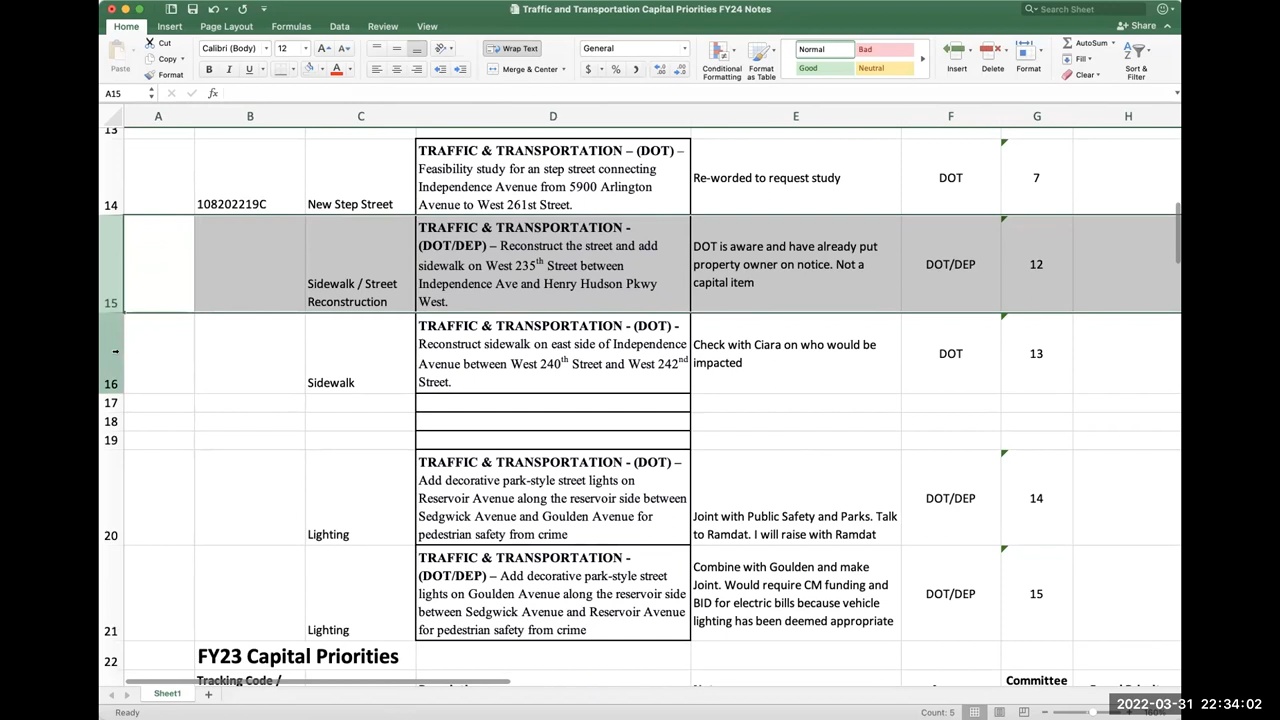 Traffic and Transportation Capital Priorities FY24 Notes
Search Sheet
Home Insert Page Layout Formulas Data Review View
Share
Paste
Cut
Copy
Format
Calibri (Body) 12
B I U
Wrap Text
Merge & Center
General
$ % ,
Conditional Formatting
Format as Table
Normal Bad
Good Neutral
Insert
Delete
Format
AutoSum
Fill
Clear
Sort & Filter
A15
fx
A B C D E F G H
13
14
108202219C
New Step Street
TRAFFIC & TRANSPORTATION – (DOT) –
Feasibility study for an step street connecting
Independence Avenue from 5900 Arlington
Avenue to West 261st Street.
Re-worded to request study
DOT
7
15
Sidewalk / Street
Reconstruction
TRAFFIC & TRANSPORTATION -
(DOT/DEP) – Reconstruct the street and add
sidewalk on West 235th Street between
Independence Ave and Henry Hudson Pkwy
West.
DOT is aware and have already put
property owner on notice. Not a
capital item
DOT/DEP
12
16
Sidewalk
TRAFFIC & TRANSPORTATION - (DOT) -
Reconstruct sidewalk on east side of Independence
Avenue between West 240th Street and West 242nd
Street.
Check with Ciara on who would be
impacted
DOT
13
17
18
19
20
Lighting
TRAFFIC & TRANSPORTATION - (DOT) –
Add decorative park-style street lights on
Reservoir Avenue along the reservoir side between
Sedgwick Avenue and Goulden Avenue for
pedestrian safety from crime
Joint with Public Safety and Parks. Talk
to Ramdat. I will raise with Ramdat
DOT/DEP
14
21
Lighting
TRAFFIC & TRANSPORTATION -
(DOT/DEP) – Add decorative park-style street
lights on Goulden Avenue along the reservoir side
between Sedgwick Avenue and Reservoir Avenue
for pedestrian safety from crime
Combine with Goulden and make
Joint. Would require CM funding and
BID for electric bills because vehicle
lighting has been deemed appropriate
DOT/DEP
15
22
FY23 Capital Priorities
Tracking Code /
Committee
Sheet1
Ready
Count: 5
2022-03-31 22:34:02